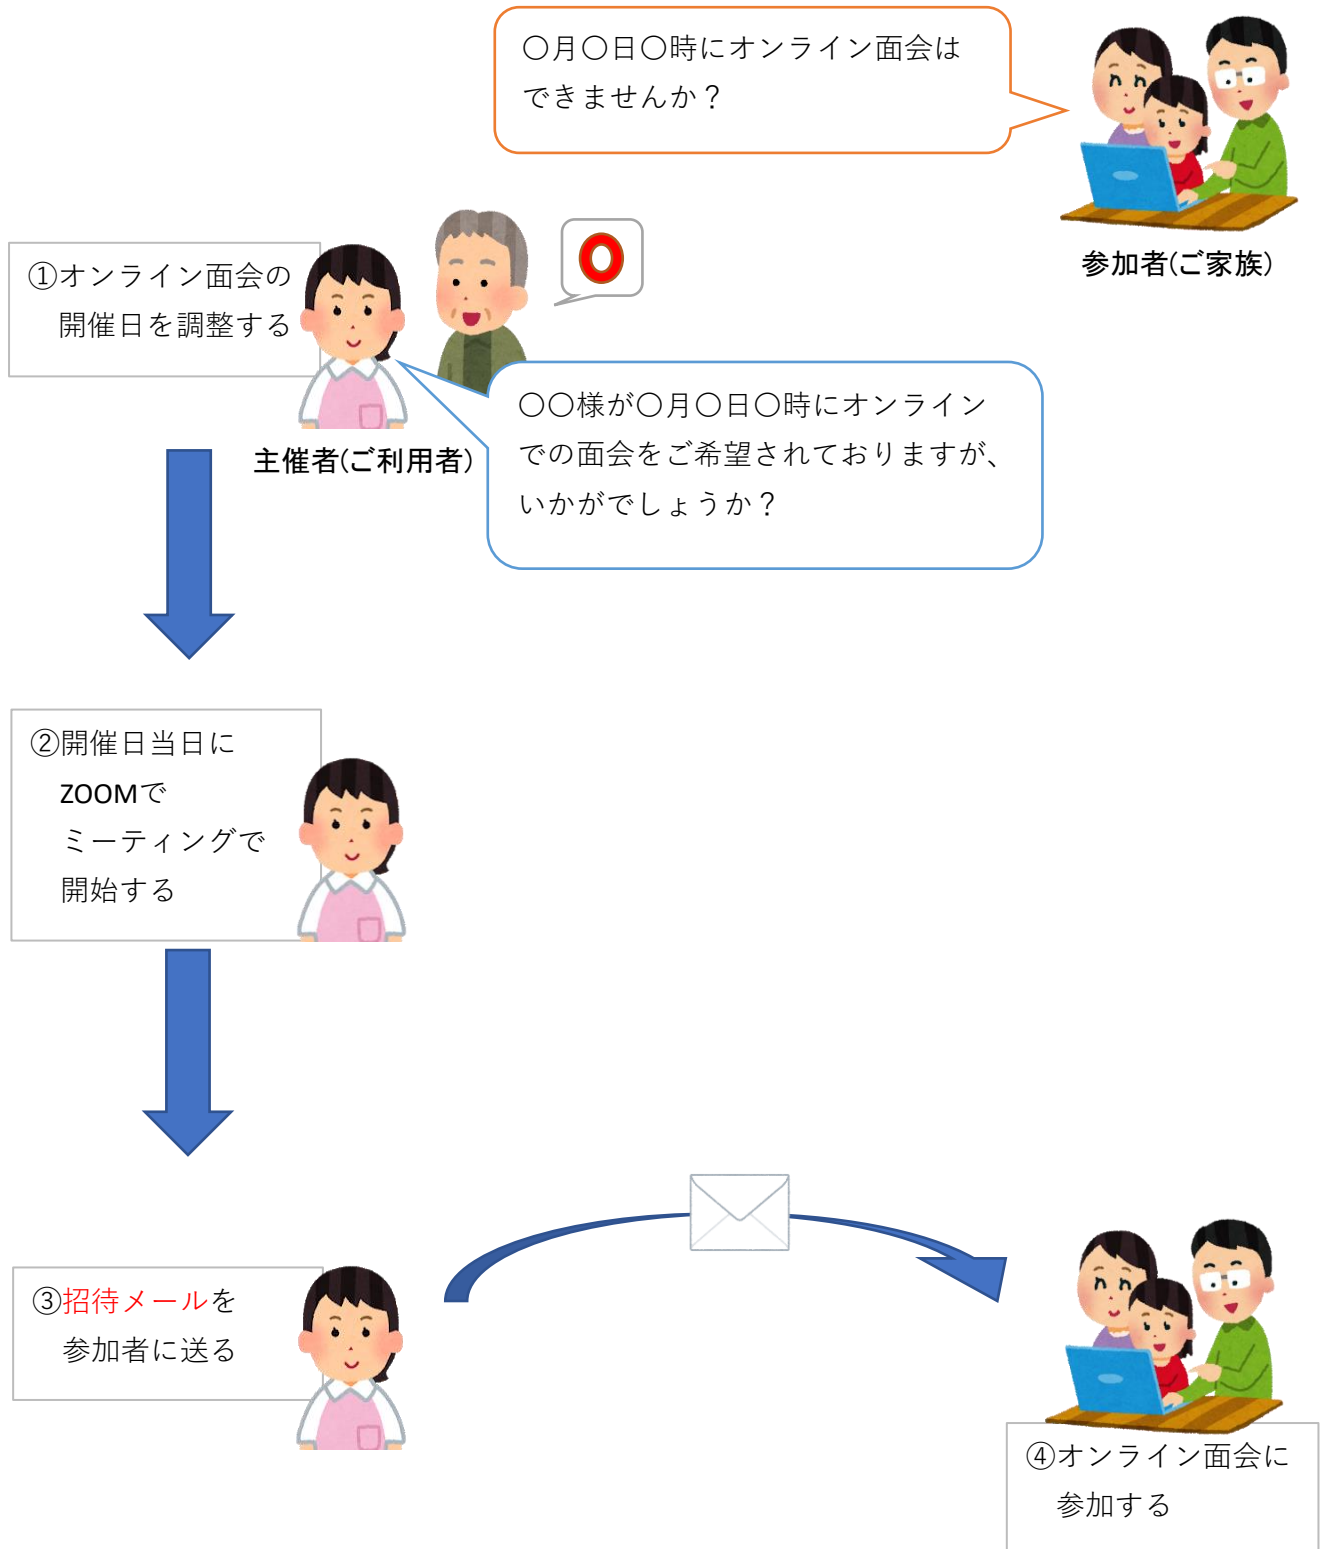 〇月〇日〇時にオンライン面会は
できませんか？
参加者(ご家族)
①オンライン面会の
開催日を調整する
主催者(ご利用者)
〇〇様が〇月〇日〇時にオンライン
での面会をご希望されておりますが、
いかがでしょうか？
②開催日当日に
ZOOMで
ミーティングで
開始する
③招待メールを
参加者に送る
④オンライン面会に
参加する